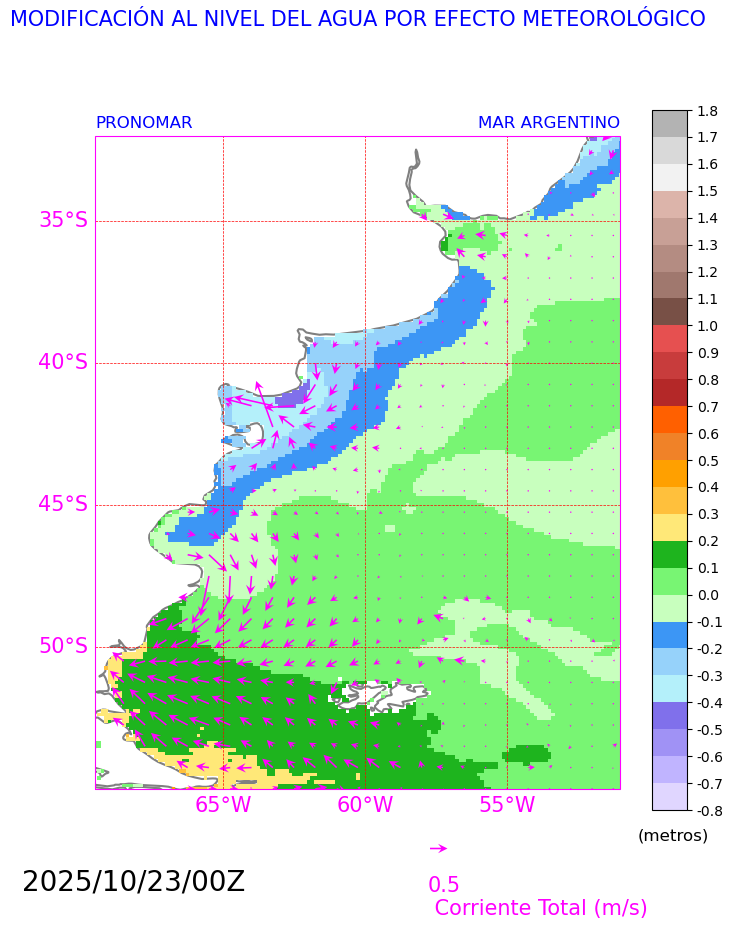 MODIFICACIÓN AL NIVEL DEL AGUA POR EFECTO METEOROLÓGICO
PRONOMAR
MAR ARGENTINO
35°S
40°S
45°S
50°S
65°W
60°W
55°W
1.8
1.7
1.6
1.5
1.4
1.3
1.2
1.1
1.0
0.9
0.8
0.7
0.6
0.5
0.4
0.3
0.2
0.1
0.0
-0.1
-0.2
-0.3
-0.4
-0.5
-0.6
-0.7
-0.8
(metros)
2025/10/23/00Z
0.5
Corriente Total (m/s)